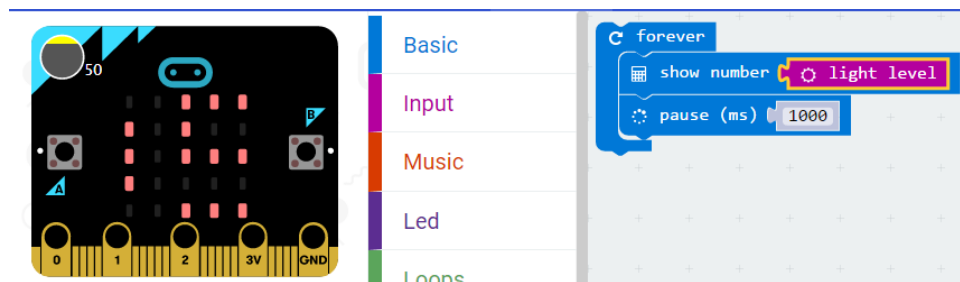 50
B
A
0 1 2 3V GND
Basic
Input
Music
Led
Loops
forever
show number light level
pause (ms) 1000